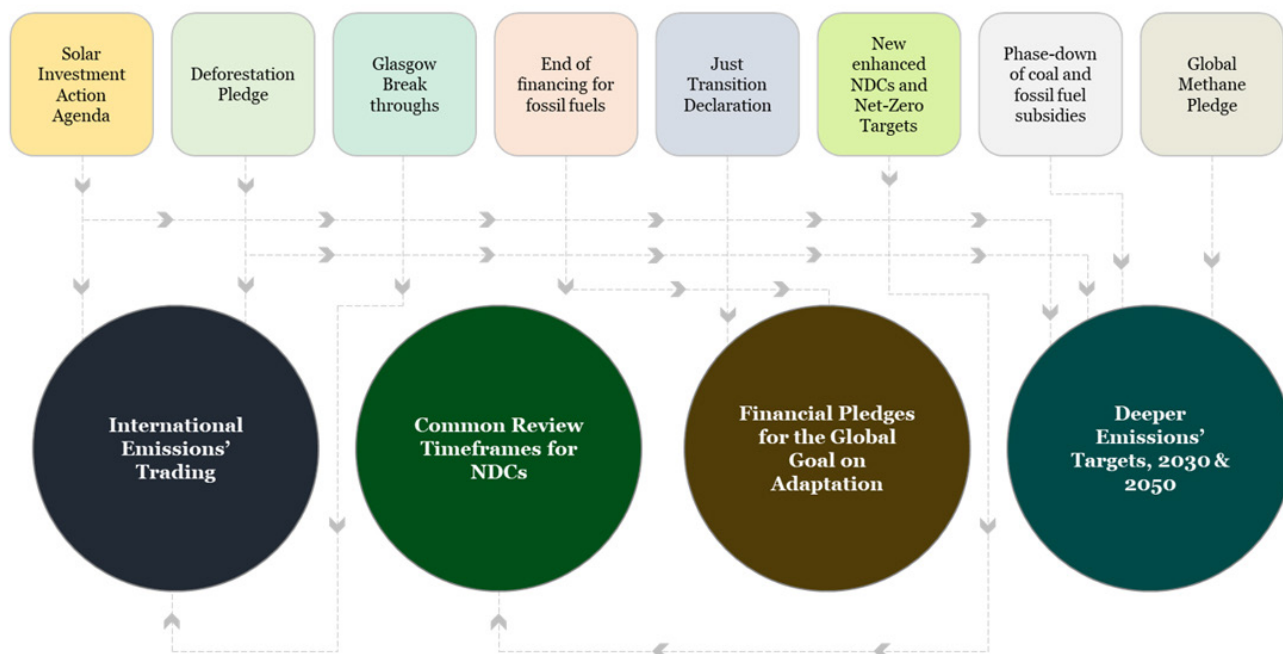 Solar
Investment
Action
Agenda
Deforestation
Pledge
Glasgow
Break
throughs
End of
financing for
fossil fuels
Just
Transition
Declaration
New
enhanced
NDCs and
Net-Zero
Targets
Phase-down
of coal and
fossil fuel
subsidies
Global
Methane
Pledge
International
Emissions’
Trading
Common Review
Timeframes for
NDCs
Financial Pledges
for the Global
Goal on
Adaptation
Deeper
Emissions’
Targets, 2030 &
2050